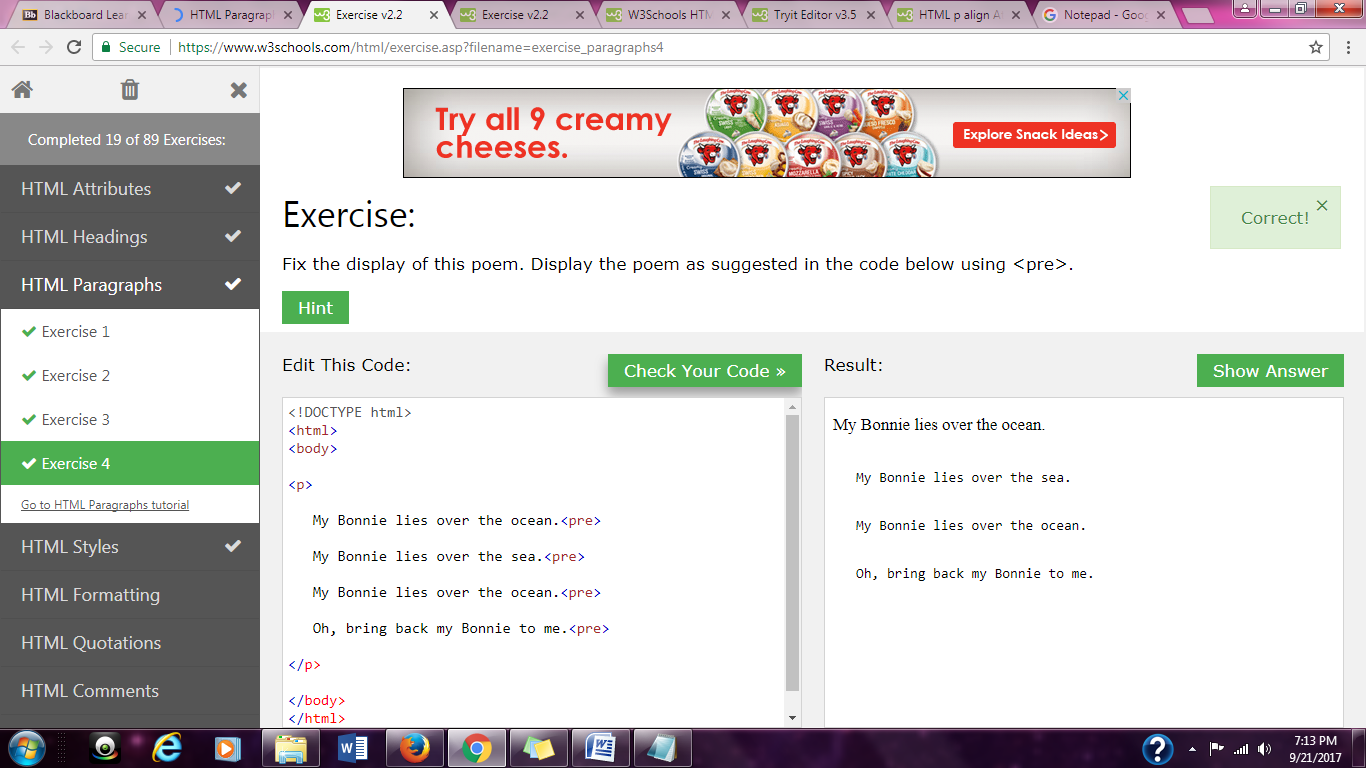 Blackboard Lear
HTML Paragraph
Exercise v2.2
Exercise v2.2
W3Schools HTM
Tryit Editor v3.5
HTML p align At
Notepad - Goo
Secure
https://www.w3schools.com/html/exercise.asp?filename=exercise_paragraphs4
Completed 19 of 89 Exercises:
HTML Attributes
HTML Headings
HTML Paragraphs
Exercise 1
Exercise 2
Exercise 3
Exercise 4
Go to HTML Paragraphs tutorial
HTML Styles
HTML Formatting
HTML Quotations
HTML Comments
Try all 9 creamy
cheeses.
Explore Snack Ideas
Exercise:
Correct!
Fix the display of this poem. Display the poem as suggested in the code below using <pre>.
Hint
Edit This Code:
Check Your Code »
<!DOCTYPE html>
<html>
<body>
<p>
My Bonnie lies over the ocean.<pre>
My Bonnie lies over the sea.<pre>
My Bonnie lies over the ocean.<pre>
Oh, bring back my Bonnie to me.<pre>
</p>
</body>
</html>
Result:
Show Answer
My Bonnie lies over the ocean.
My Bonnie lies over the sea.
My Bonnie lies over the ocean.
Oh, bring back my Bonnie to me.
7:13 PM
9/21/2017